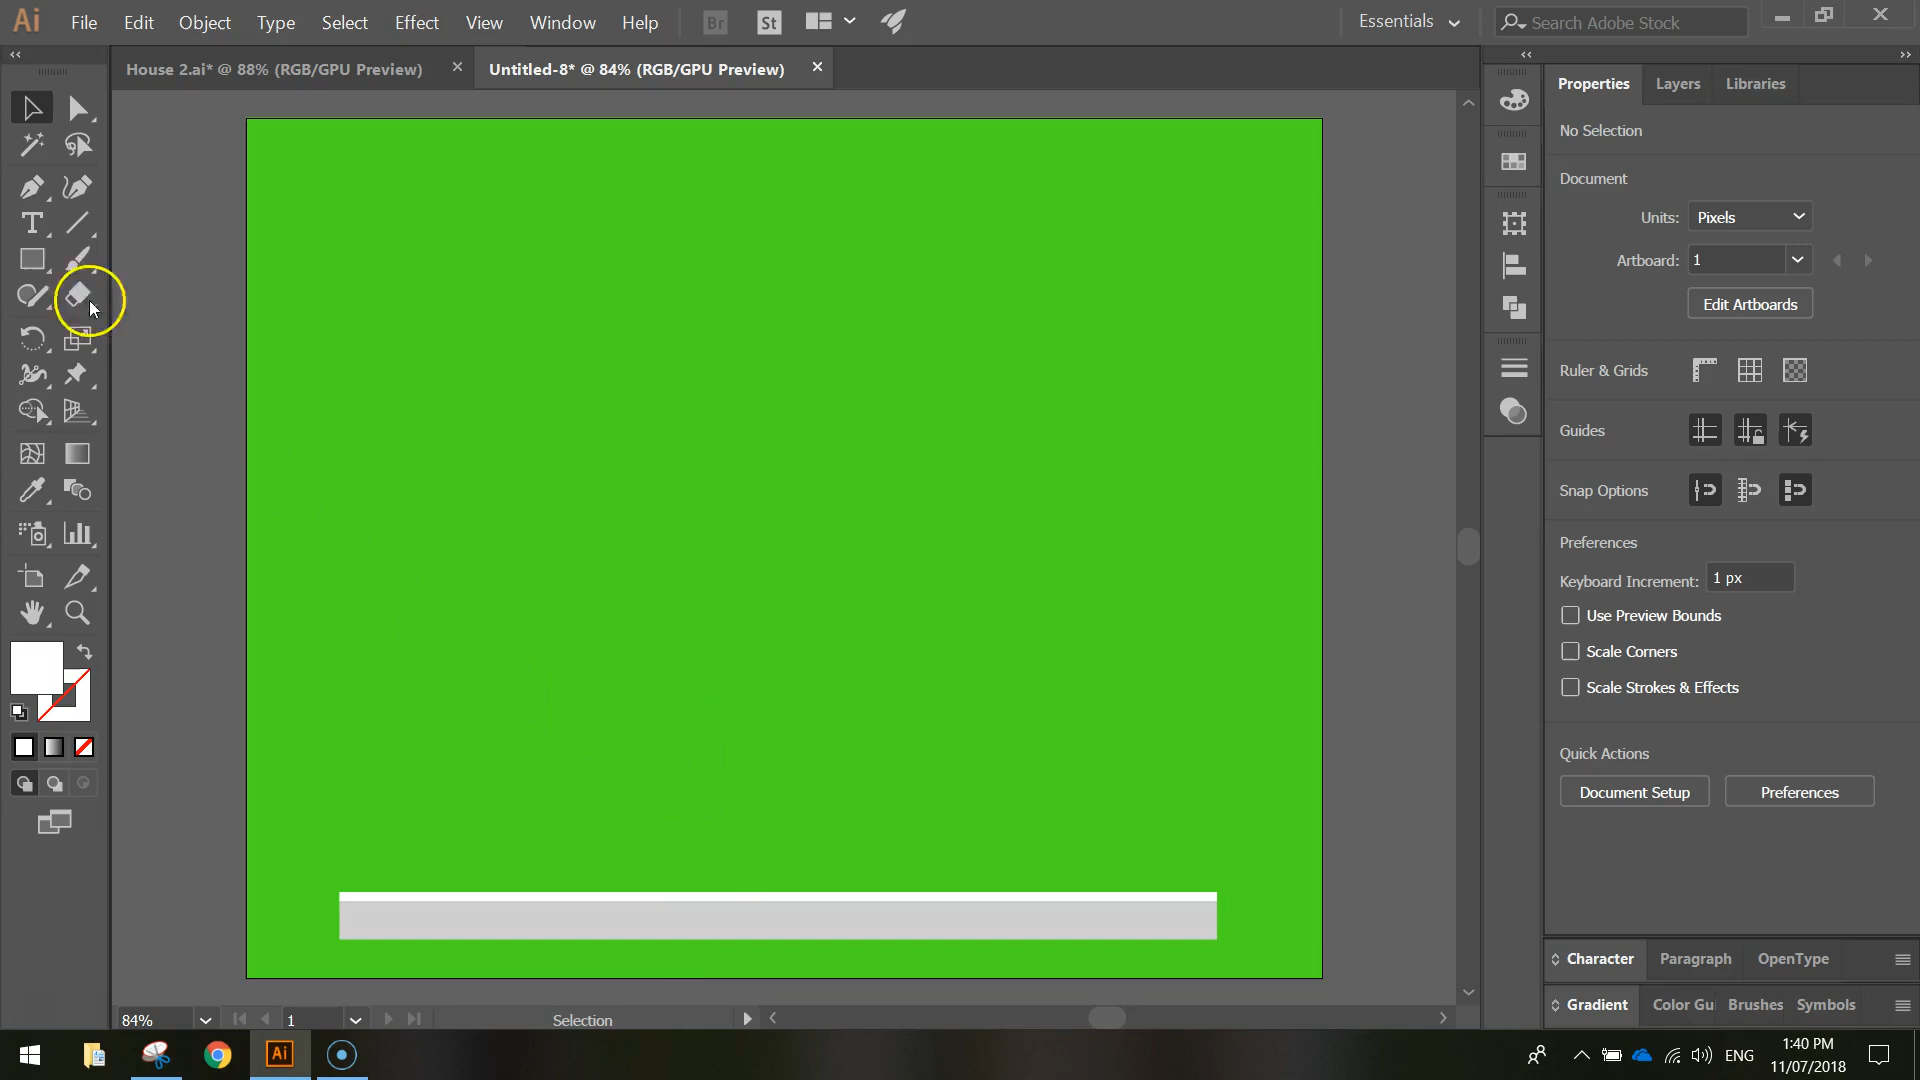 Ai File Edit Object Type Select Effect View Window Help Br St Essentials Search Adobe Stock
House 2.ai* @ 88% (RGB/GPU Preview) Untitled-8* @ 84% (RGB/GPU Preview)
Properties Layers Libraries
No Selection
Document
Units: Pixels
Artboard: 1
Edit Artboards
Ruler & Grids
Guides
Snap Options
Preferences
Keyboard Increment: 1 px
Use Preview Bounds
Scale Corners
Scale Strokes & Effects
Quick Actions
Document Setup Preferences
Character Paragraph OpenType
Gradient Color Gui Brushes Symbols
84% 1 Selection
Ai ENG 1:40 PM
11/07/2018